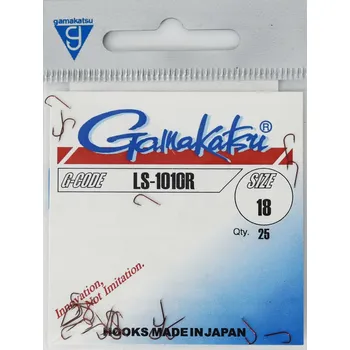 gamakatsu
g
Gamakatsu®
G-CODE LS-1010R SIZE
18
Qty. 25
Innovation,
Not Imitation.
HOOKS MADE IN JAPAN